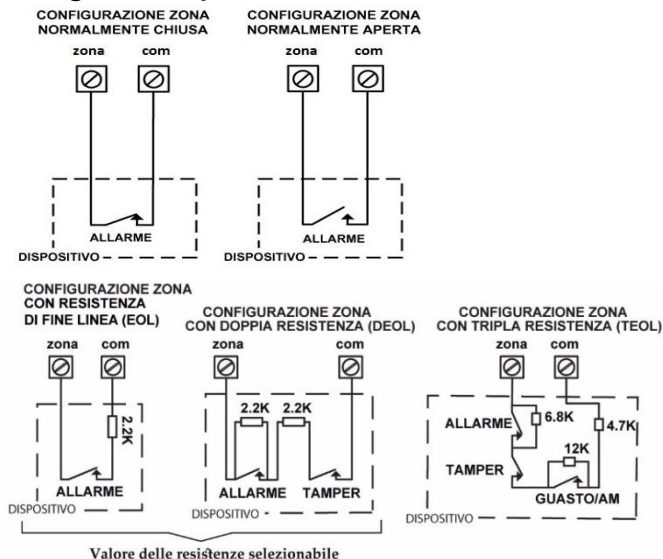 CONFIGURAZIONE ZONA
NORMALMENTE CHIUSA
zona com
ALLARME
DISPOSITIVO
CONFIGURAZIONE ZONA
NORMALMENTE APERTA
zona com
ALLARME
DISPOSITIVO
CONFIGURAZIONE ZONA
CON RESISTENZA
DI FINE LINEA (EOL)
zona com
2.2K
ALLARME
DISPOSITIVO
CONFIGURAZIONE ZONA
CON DOPPIA RESISTENZA (DEOL)
zona com
2.2K 2.2K
ALLARME TAMPER
DISPOSITIVO
CONFIGURAZIONE ZONA
CON TRIPLA RESISTENZA (TEOL)
zona com
ALLARME 6.8K 4.7K
TAMPER 12K
GUASTO/AM
DISPOSITIVO
Valore delle resistenze selezionabile